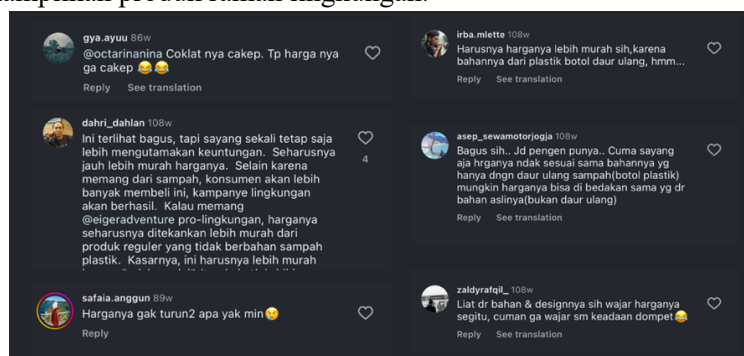 produk ramah lingkungan.
gya.ayuu 86w
@octarinanina Coklat nya cakep. Tp harga nya
ga cakep 😂😂
Reply See translation
dahri_dahlan 108w
Ini terlihat bagus, tapi sayang sekali tetap saja
lebih mengutamakan keuntungan. Seharusnya
jauh lebih murah harganya. Selain karena
memang dari sampah, konsumen akan lebih
banyak membeli ini, kampanye lingkungan
akan berhasil. Kalau memang
@eigeradventure pro-lingkungan, harganya
seharusnya ditekankan lebih murah dari
produk reguler yang tidak berbahan sampah
plastik. Kasarnya, ini harusnya lebih murah
4
safaia.anggun 89w
Harganya gak turun2 apa yak min😢
Reply
irba.mlette 108w
Harusnya harganya lebih murah sih,karena
bahannya dari plastik botol daur ulang, hmm...
Reply See translation
asep_sewamotorjogja 108w
Bagus sih.. Jd pengen punya.. Cuma sayang
aja hrganya ndak sesuai sama bahannya yg
hanya dngn daur ulang sampah(botol plastik)
mungkin harganya bisa di bedakan sama yg dr
bahan aslinya(bukan daur ulang)
Reply See translation
zaldyrafqil_ 108w
Liat dr bahan & designnya sih wajar harganya
segitu, cuman ga wajar sm keadaan dompet😂
Reply See translation